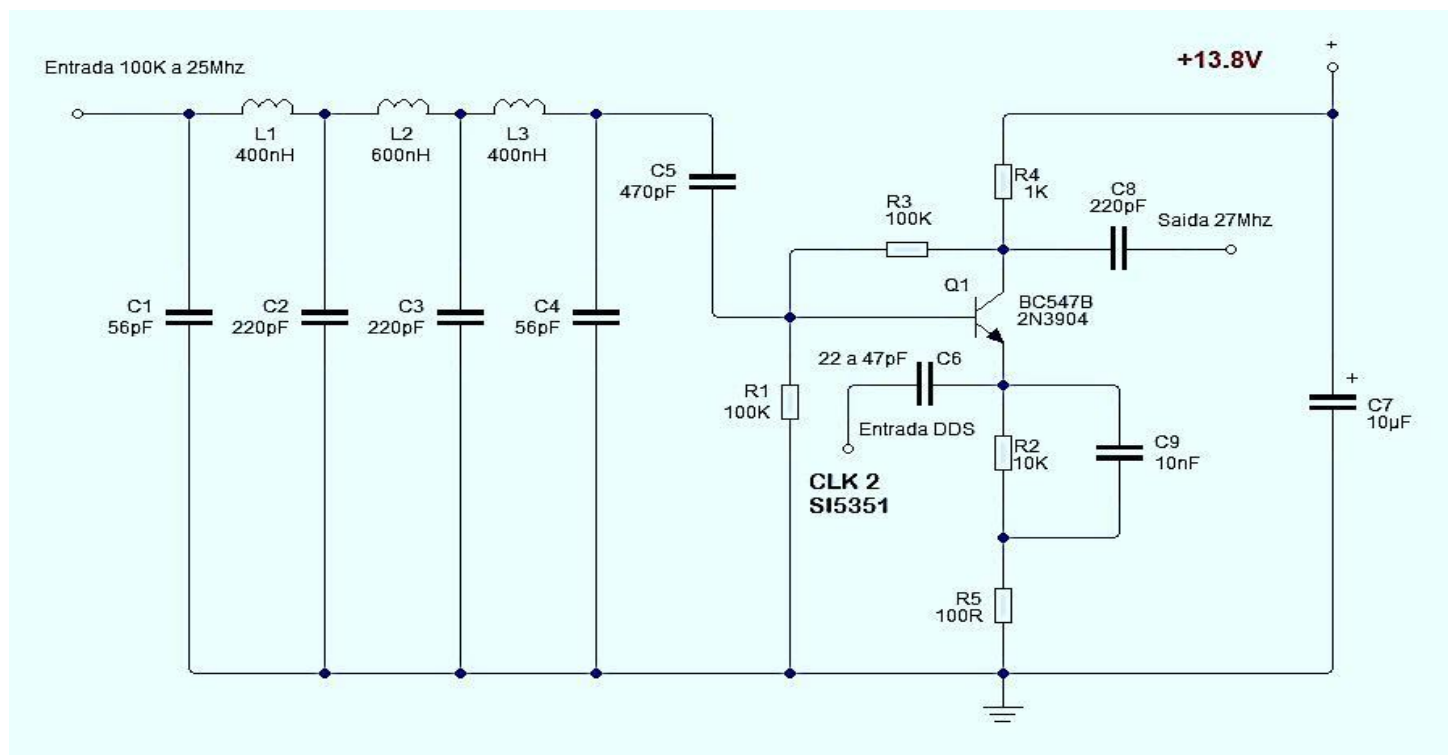 +13.8V
+
Entrada 100K a 25Mhz
L1
400nH
L2
600nH
L3
400nH
C5
470pF
R4
1K
C8
220pF
R3
100K
Saida 27Mhz
Q1
BC547B
2N3904
C1
56pF
C2
220pF
C3
220pF
C4
56pF
22 a 47pF
C6
R1
100K
Entrada DDS
R2
10K
C9
10nF
+
C7
10µF
CLK 2
SI5351
R5
100R